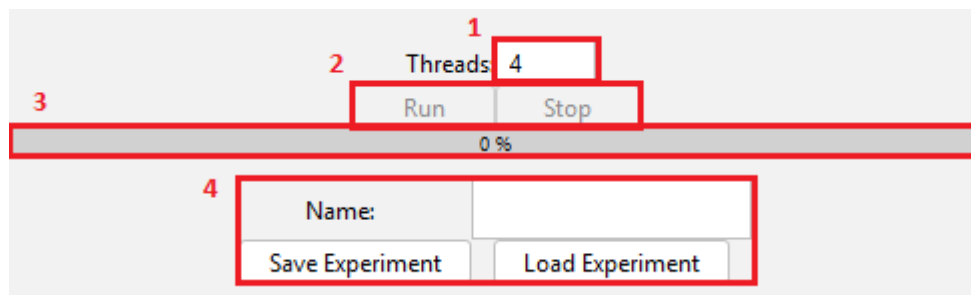 1
2 Threads: 4
3 Run Stop
0 %
4 Name:
Save Experiment Load Experiment